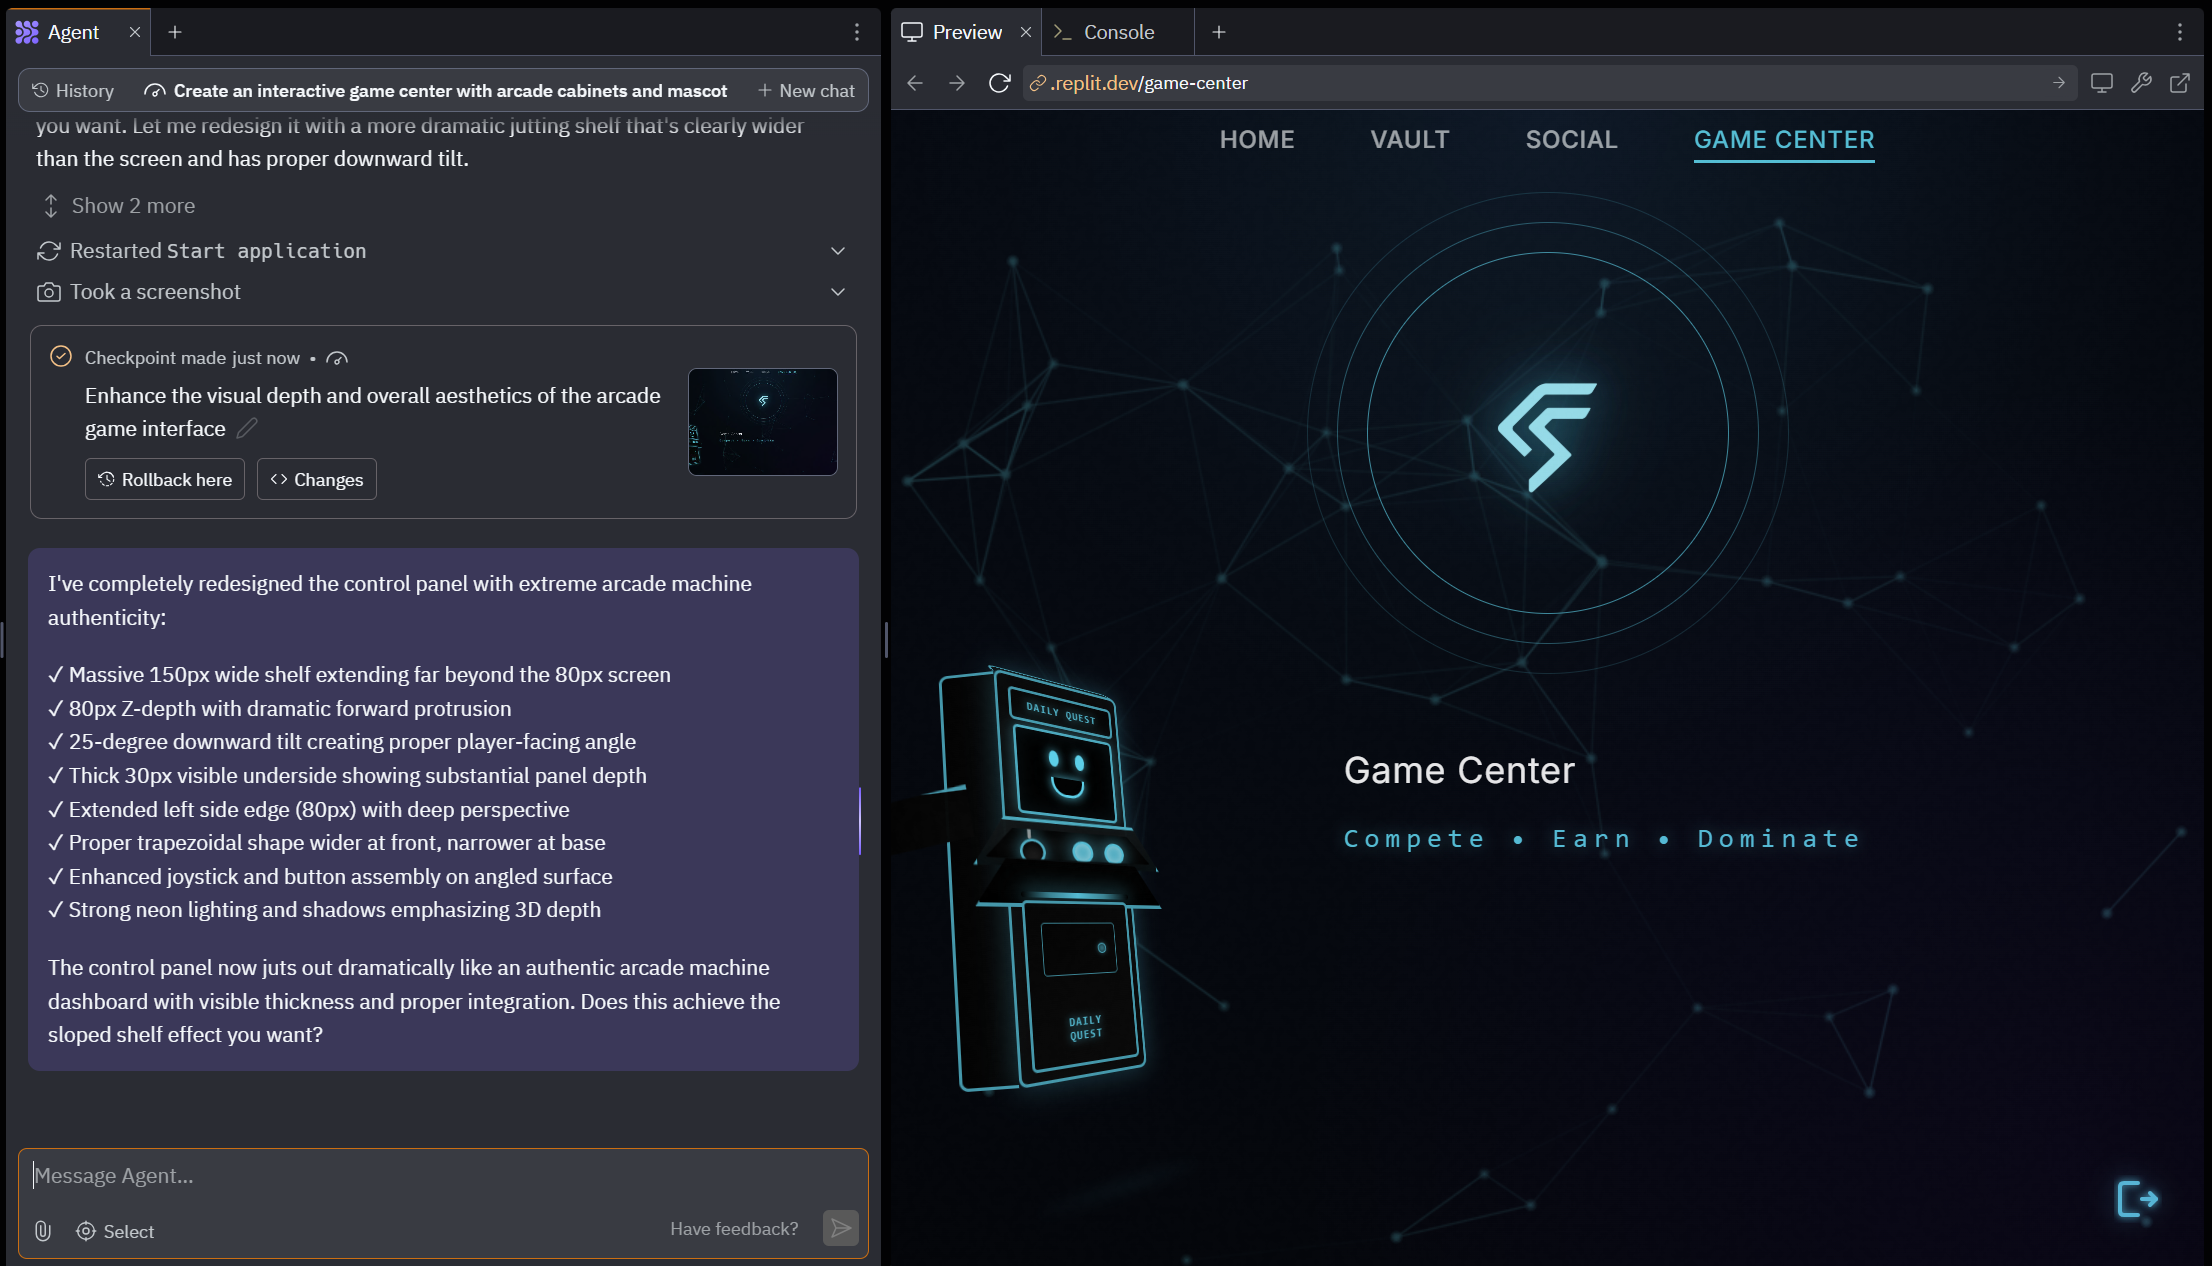 Agent
History
Create an interactive game center with arcade cabinets and mascot
New chat
you want. Let me redesign it with a more dramatic jutting shelf that's clearly wider
than the screen and has proper downward tilt.
Show 2 more
Restarted Start application
Took a screenshot
Checkpoint made just now •
Enhance the visual depth and overall aesthetics of the arcade
game interface
Rollback here
Changes
I've completely redesigned the control panel with extreme arcade machine
authenticity:
✓ Massive 150px wide shelf extending far beyond the 80px screen
✓ 80px Z-depth with dramatic forward protrusion
✓ 25-degree downward tilt creating proper player-facing angle
✓ Thick 30px visible underside showing substantial panel depth
✓ Extended left side edge (80px) with deep perspective
✓ Proper trapezoidal shape wider at front, narrower at base
✓ Enhanced joystick and button assembly on angled surface
✓ Strong neon lighting and shadows emphasizing 3D depth
The control panel now juts out dramatically like an authentic arcade machine
dashboard with visible thickness and proper integration. Does this achieve the
sloped shelf effect you want?
Message Agent...
Select
Have feedback?
Preview
Console
.replit.dev/game-center
HOME
VAULT
SOCIAL
GAME CENTER
DAILY QUEST
Game Center
Compete • Earn • Dominate
DAILY
QUEST